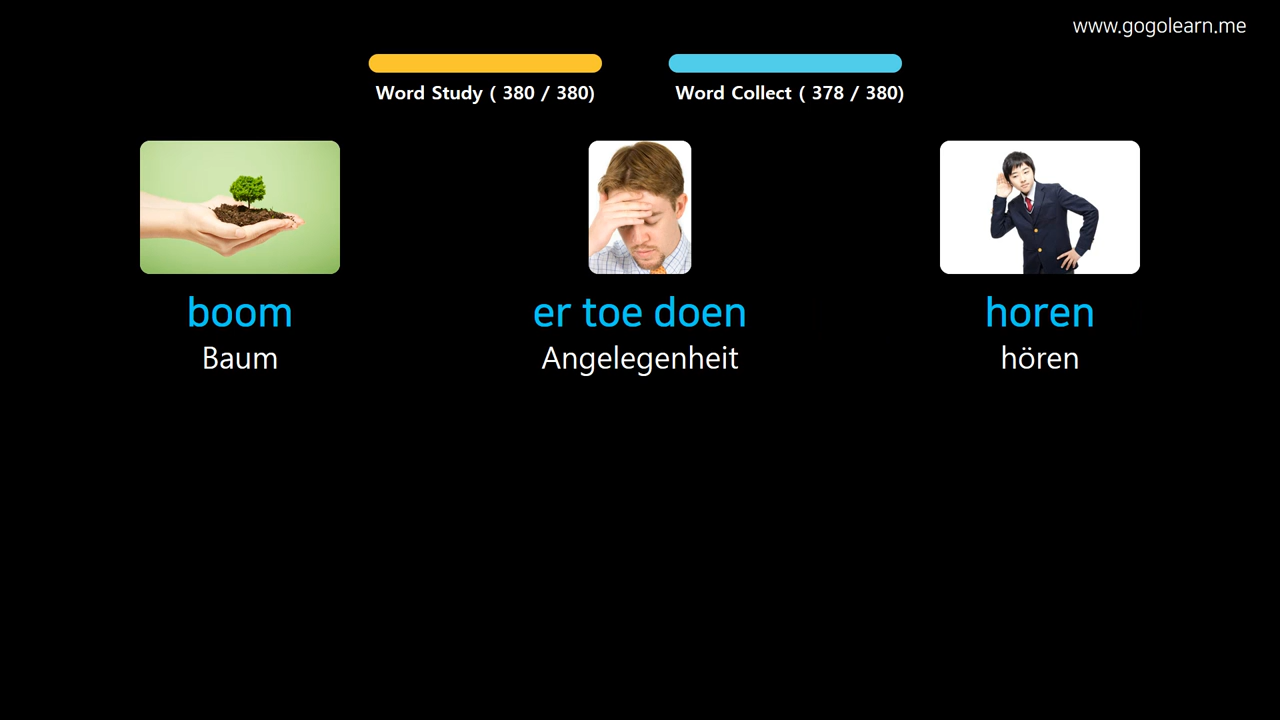 www.gogolearn.me
Word Study ( 380 / 380)
Word Collect ( 378 / 380)
boom
er toe doen
horen
Baum
Angelegenheit
hören